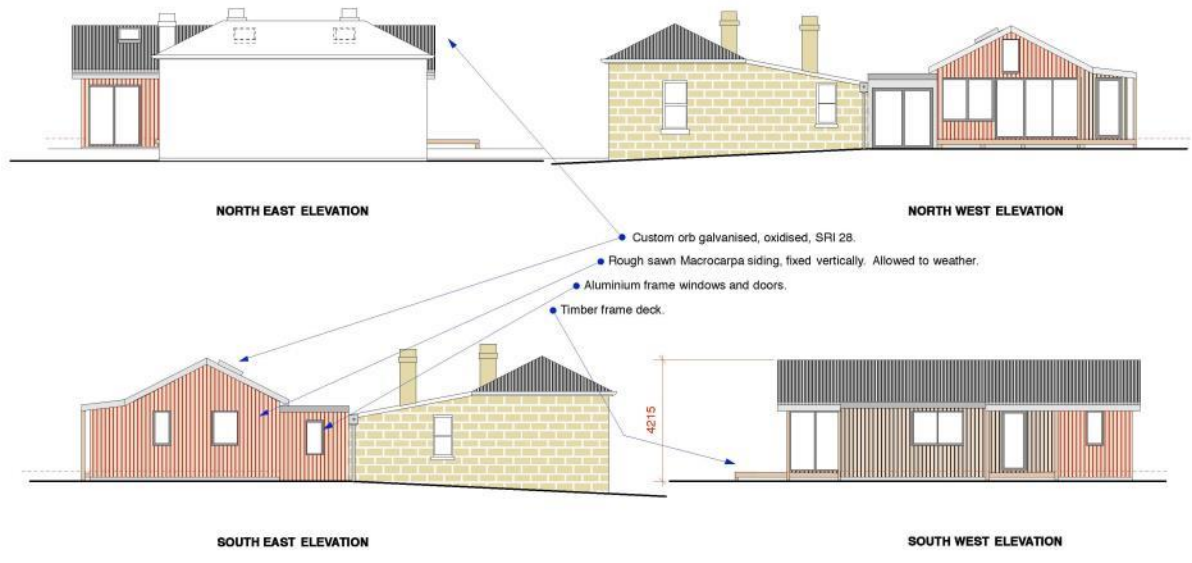 NORTH EAST ELEVATION
NORTH WEST ELEVATION
Custom orb galvanised, oxidised, SRI 28.
Rough sawn Macrocarpa siding, fixed vertically. Allowed to weather.
Aluminium frame windows and doors.
Timber frame deck.
4215
SOUTH EAST ELEVATION
SOUTH WEST ELEVATION